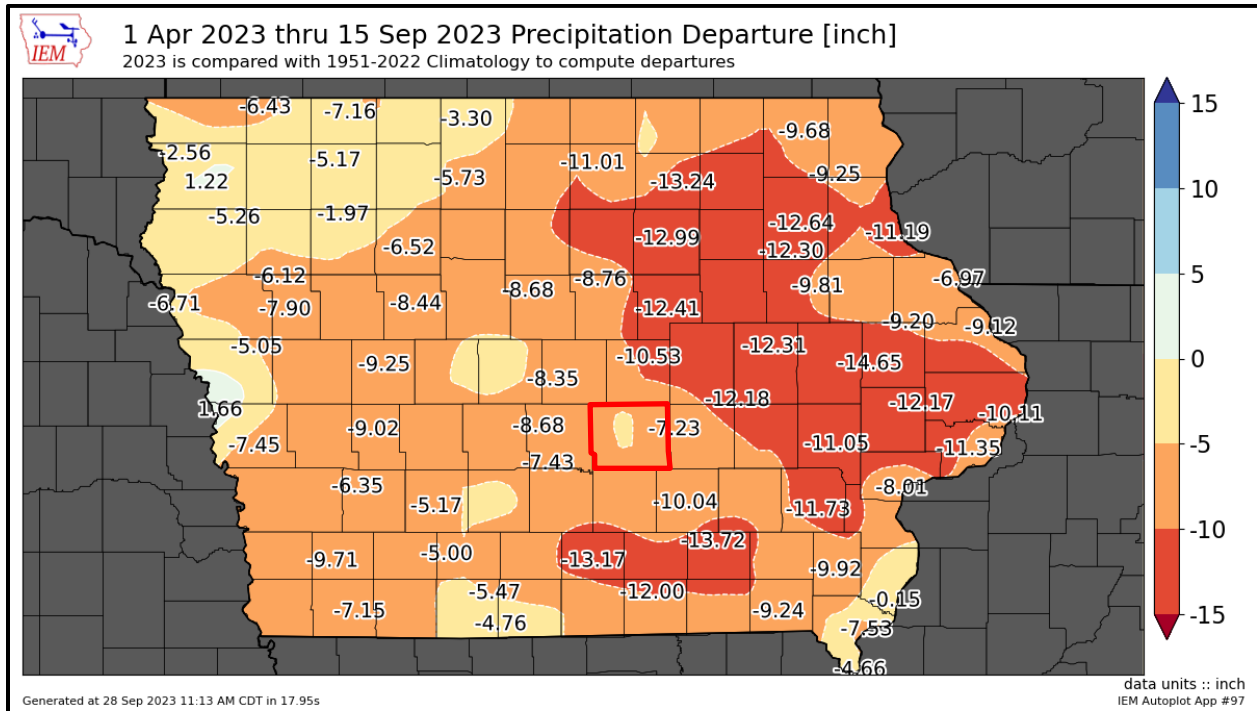 IEM
1 Apr 2023 thru 15 Sep 2023 Precipitation Departure [inch]
2023 is compared with 1951-2022 Climatology to compute departures
-6.43 -7.16 -3.30
-9.68
-2.56 -5.17 -11.01
1.22 -5.73 -13.24 -9.25
-5.26 -1.97 -12.64
-6.52 -12.99 -12.30 -11.19
-6.12 -8.76 -9.81 -6.97
-6.71 -7.90 -8.44 -8.68 -12.41
-9.20 -9.12
-5.05 -12.31
-9.25 -8.35 -10.53 -14.65
1.66 -12.18 -12.17 -10.11
-7.45 -9.02 -8.68 -7.23 -11.05 -11.35
-7.43
-6.35 -8.01
-5.17 -10.04 -11.73
-13.72
-9.71 -5.00 -13.17 -9.92
-5.47 -12.00 -0.15
-7.15 -4.76 -9.24 -7.53
-4.66
15
10
5
0
-5
-10
-15
data units :: inch
Generated at 28 Sep 2023 11:13 AM CDT in 17.95s
IEM Autoplot App #97